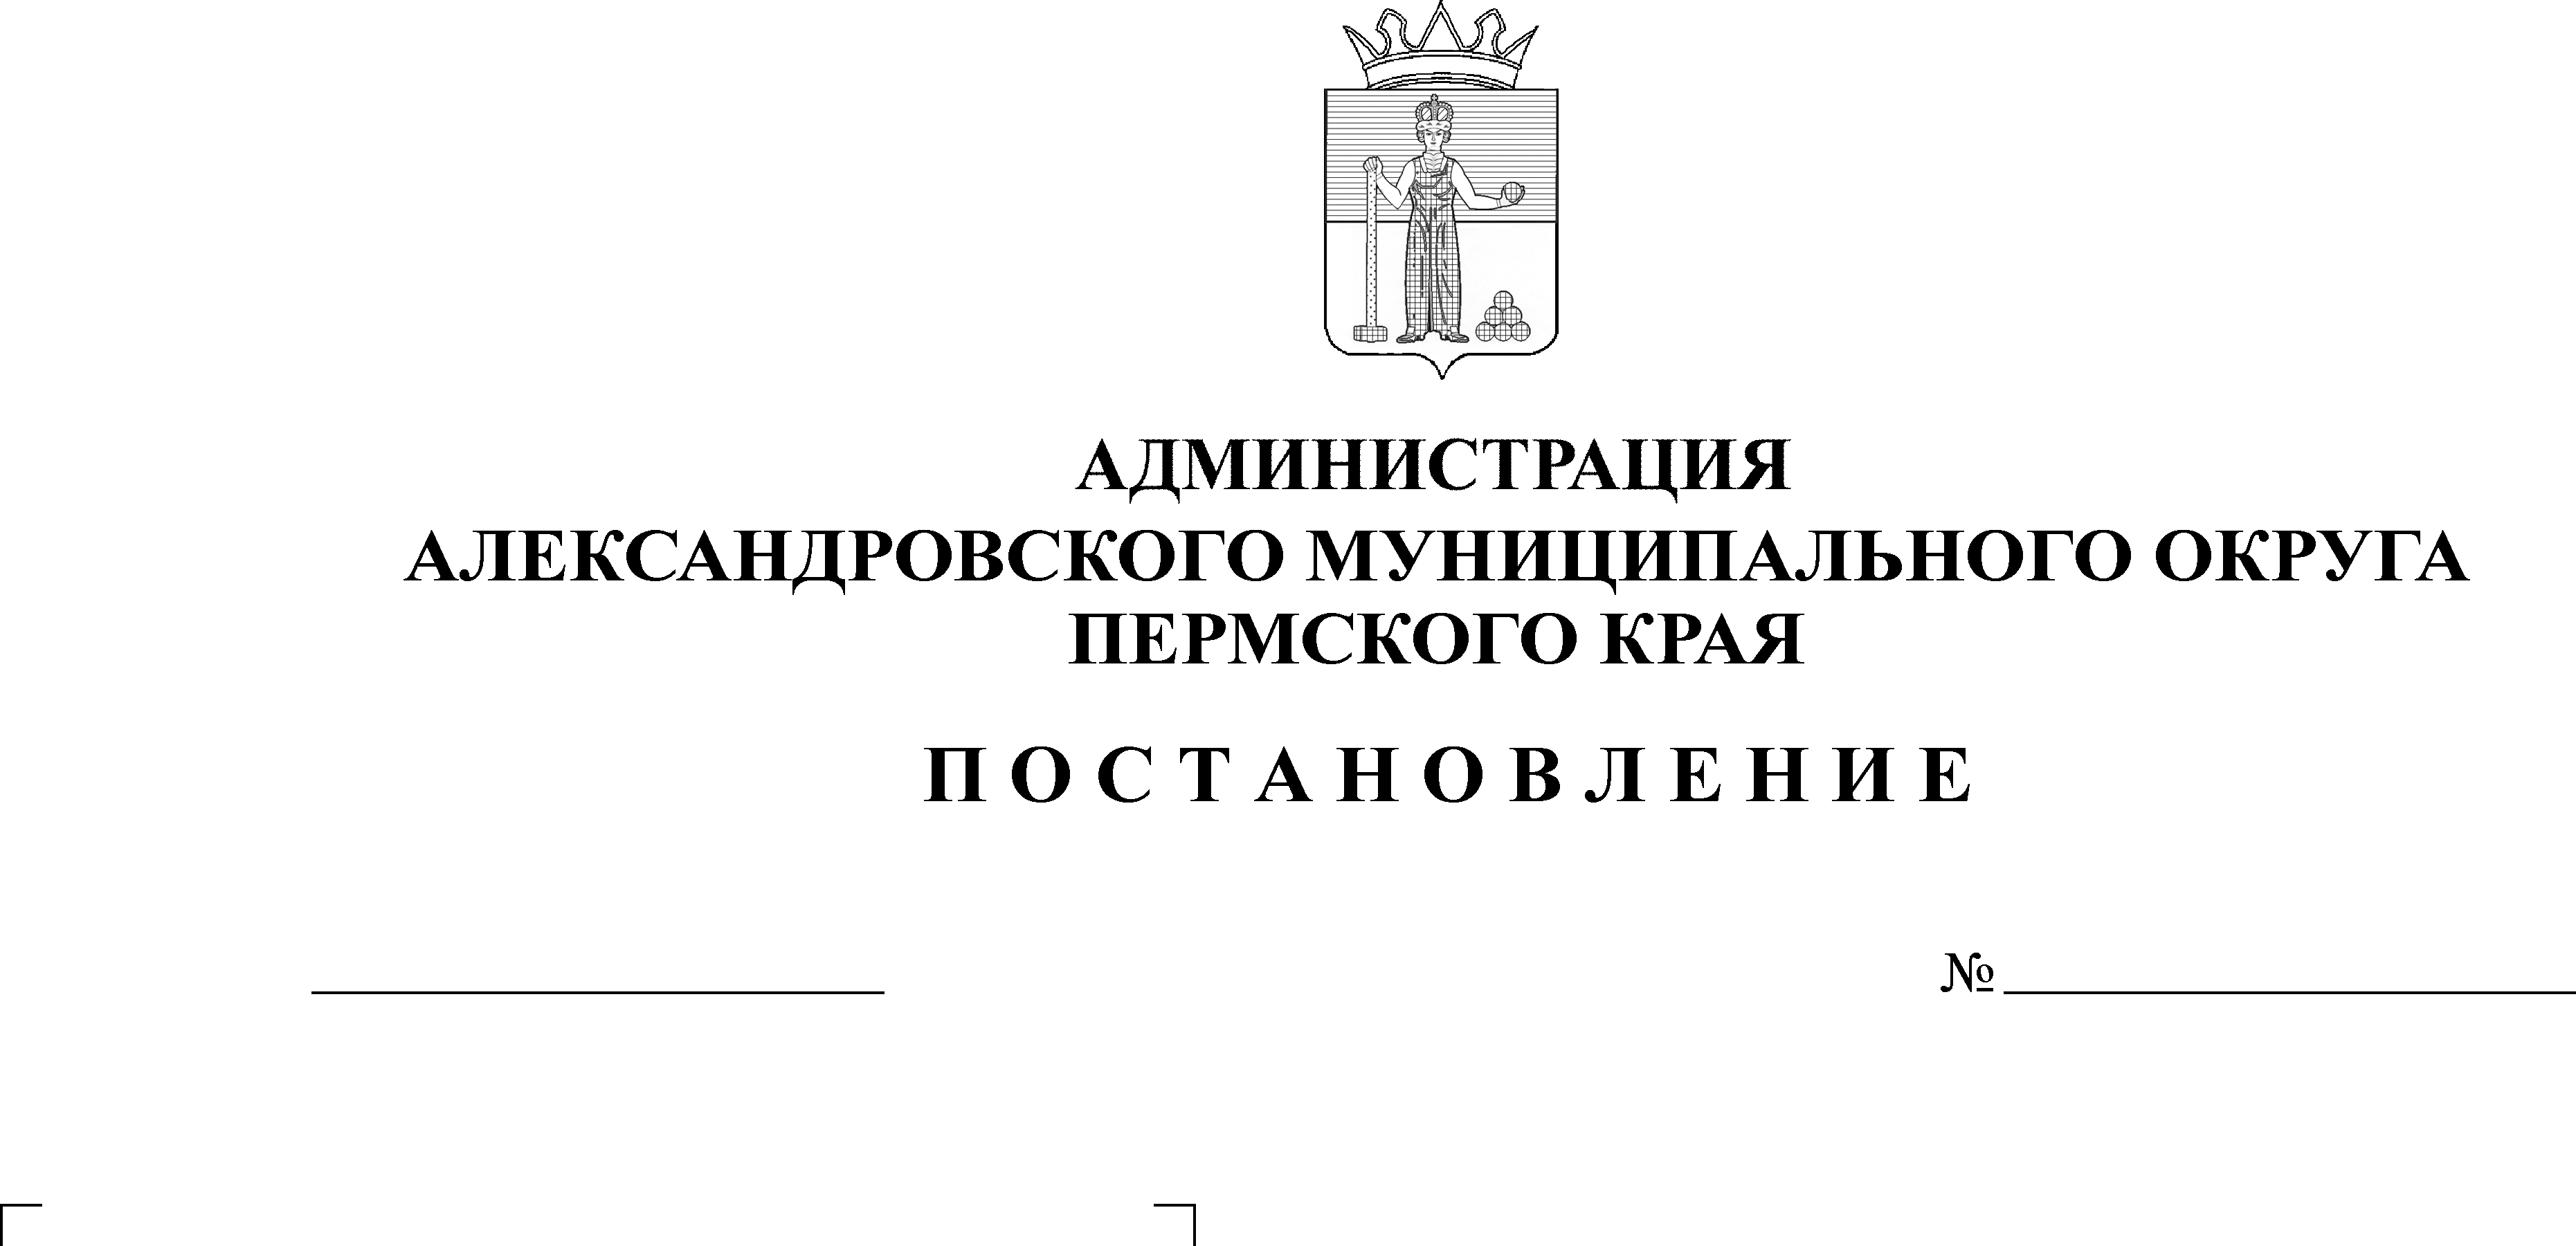 АДМИНИСТРАЦИЯ
АЛЕКСАНДРОВСКОГО МУНИЦИПАЛЬНОГО ОКРУГА
ПЕРМСКОГО КРАЯ
П О С Т А Н О В Л Е Н И Е
№